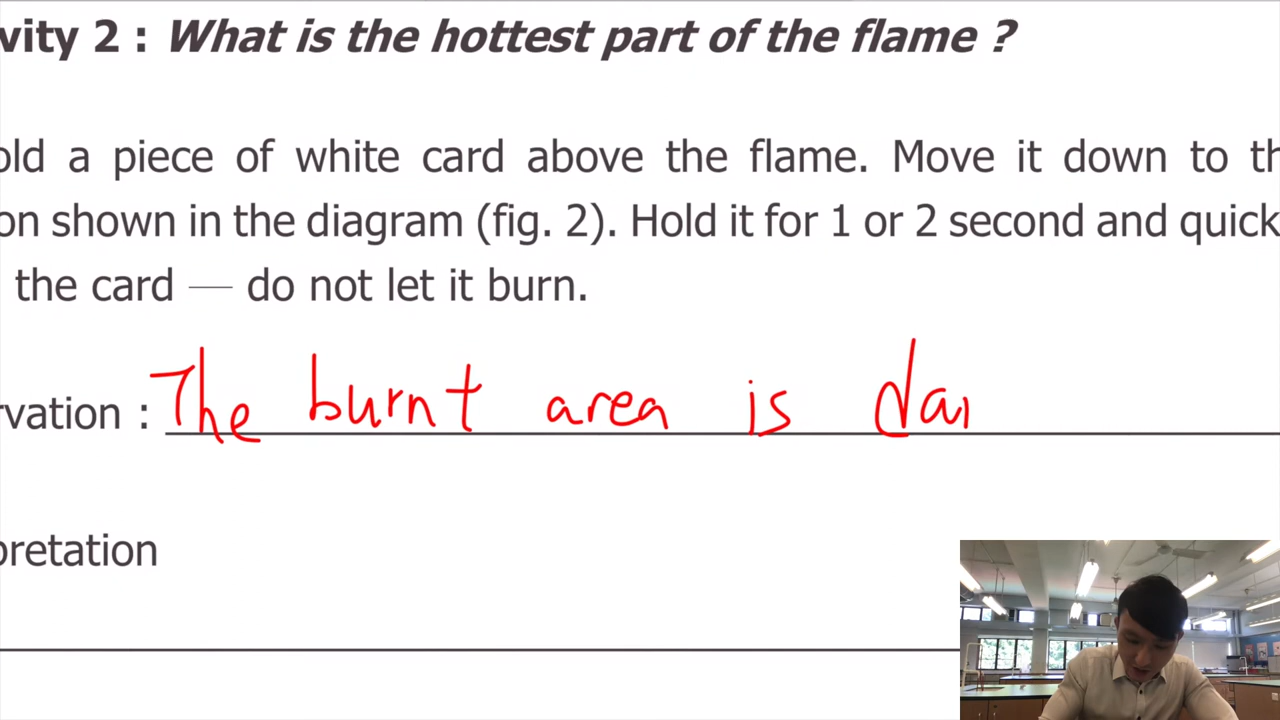 vity 2 : What is the hottest part of the flame ?
old a piece of white card above the flame. Move it down to th
on shown in the diagram (fig. 2). Hold it for 1 or 2 second and quick
the card — do not let it burn.
rvation : The burnt area is dar
pretation